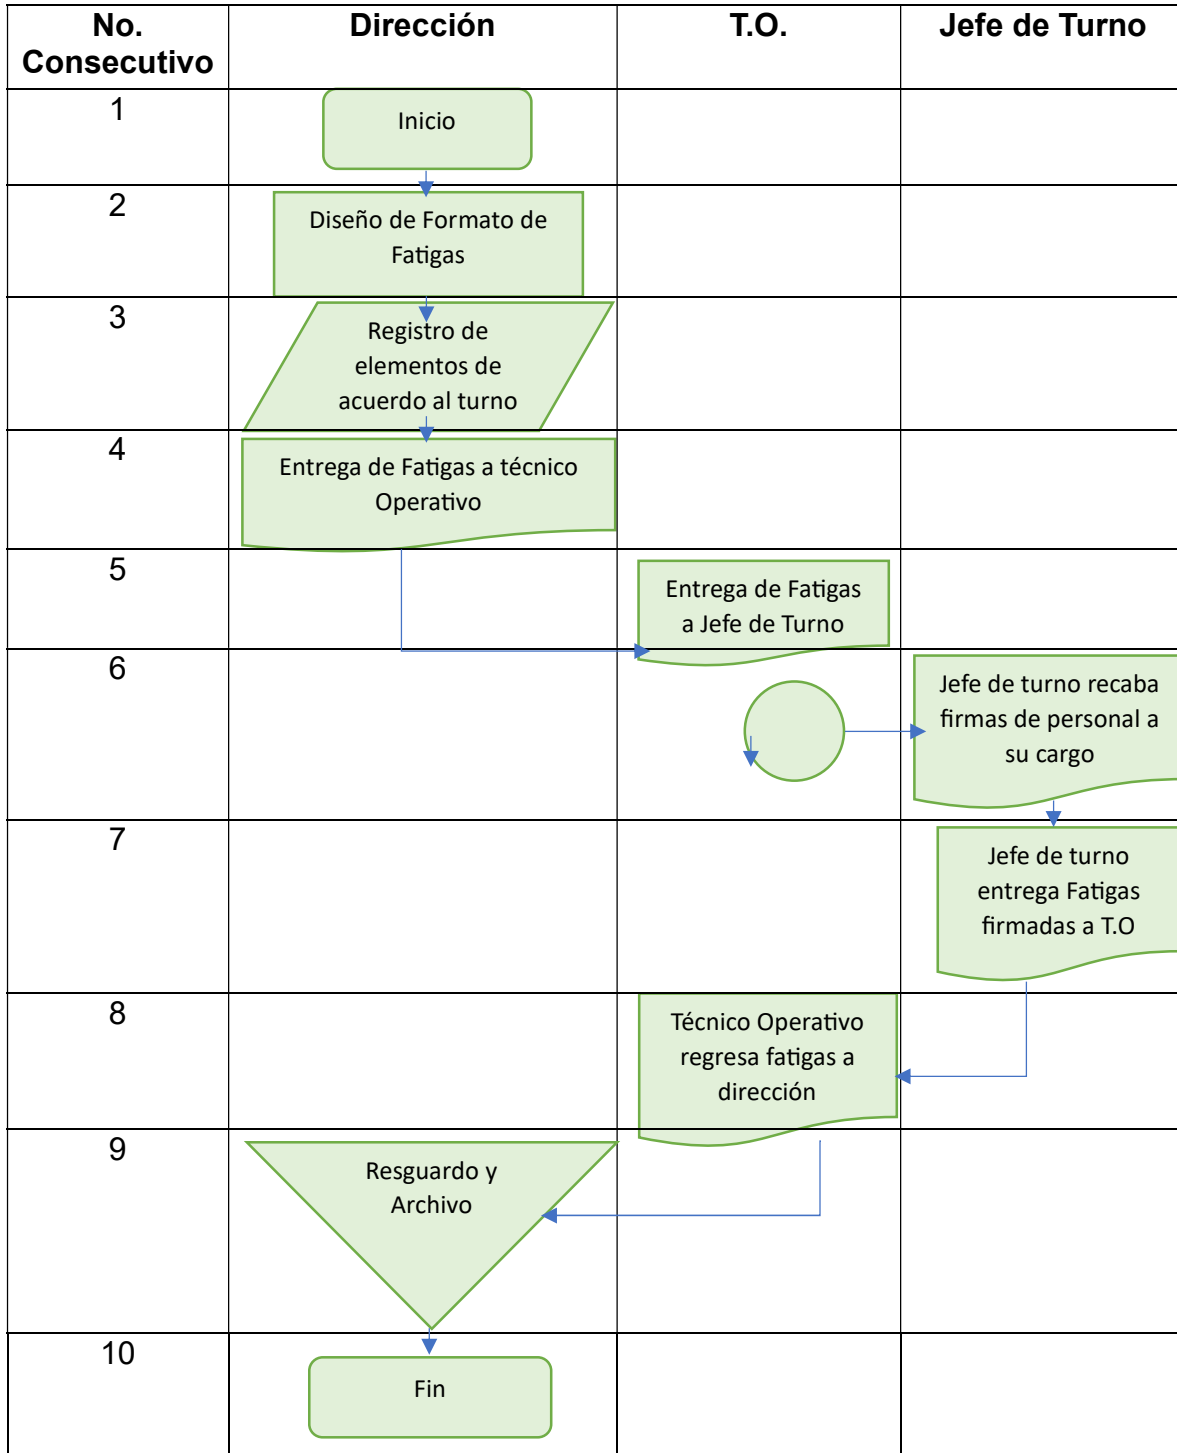 No.
Consecutivo
Dirección
T.O.
Jefe de Turno
1
Inicio
2
Diseño de Formato de
Fatigas
3
Registro de
elementos de
acuerdo al turno
4
Entrega de Fatigas a técnico
Operativo
5
Entrega de Fatigas
a Jefe de Turno
6
Jefe de turno recaba
firmas de personal a
su cargo
7
Jefe de turno
entrega Fatigas
firmadas a T.O
8
Técnico Operativo
regresa fatigas a
dirección
9
Resguardo y
Archivo
10
Fin